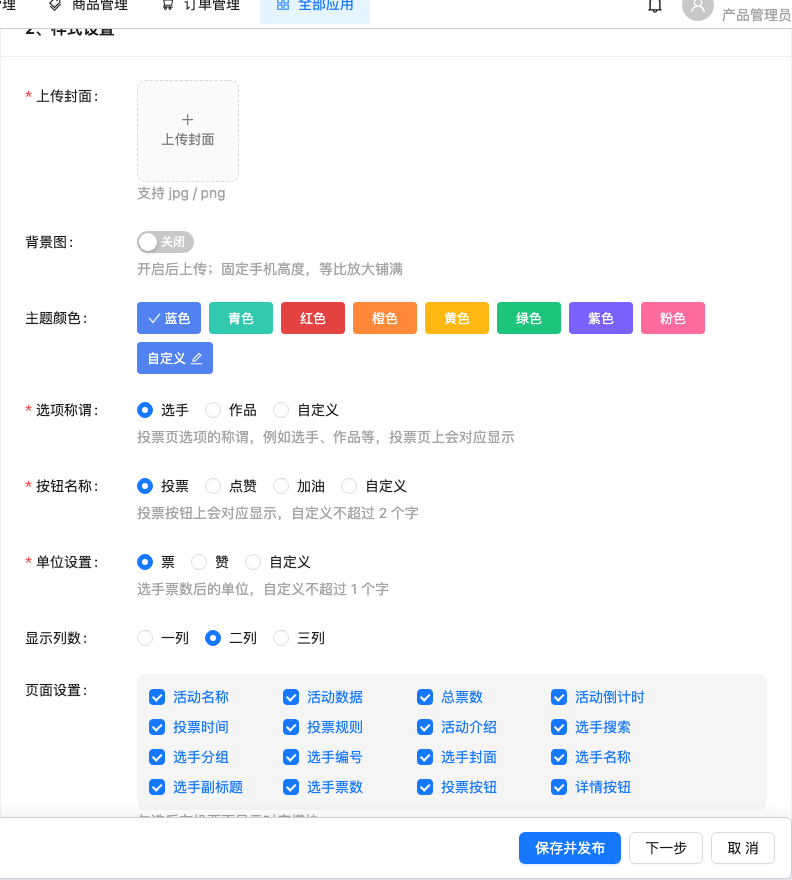 理 商品管理 订单管理 全部应用 产品管理员
2、样式设置
* 上传封面：
+
上传封面
支持 jpg / png
背景图： 关闭
开启后上传；固定手机高度，等比放大铺满
主题颜色： 蓝色 青色 红色 橙色 黄色 绿色 紫色 粉色
自定义
* 选项称谓： 选手 作品 自定义
投票页选项的称谓，例如选手、作品等，投票页上会对应显示
* 按钮名称： 投票 点赞 加油 自定义
投票按钮上会对应显示，自定义不超过 2 个字
* 单位设置： 票 赞 自定义
选手票数后的单位，自定义不超过 1 个字
显示列数： 一列 二列 三列
页面设置： 活动名称 活动数据 总票数 活动倒计时
投票时间 投票规则 活动介绍 选手搜索
选手分组 选手编号 选手封面 选手名称
选手副标题 选手票数 投票按钮 详情按钮
保存并发布 下一步 取 消